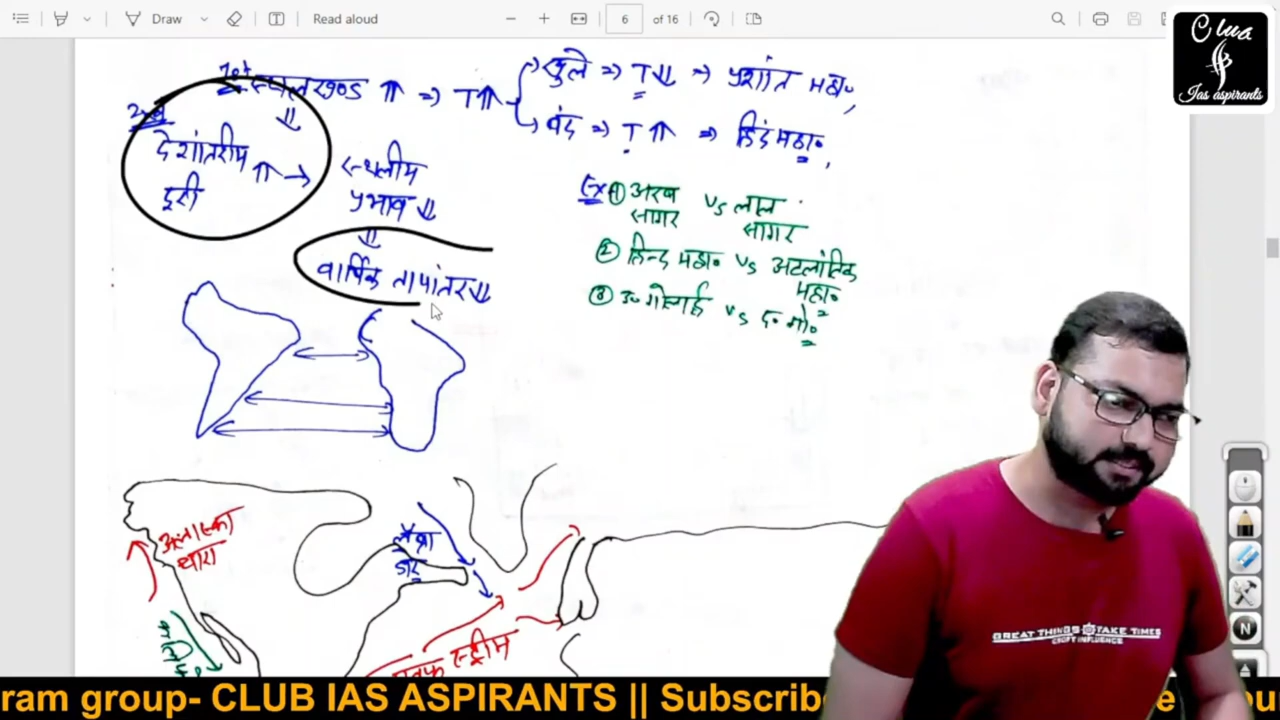 Draw
Read aloud
6 of 16
Club
Ias aspirants
1st स्थलखण्ड ⇑ ⇒ T⇑
खुले ⇒ T⇓ ⇒ प्रशांत महा॰
बंद ⇒ T⇑ ⇒ हिंद महा॰
देशांतरीय
दूरी ⇑ →
स्थलीय
प्रभाव ⇓
⇓
वार्षिक तापांतर ⇓
Ex ① अरब सागर vs लाल सागर
② हिन्द महा॰ vs अटलांटिक महा॰
③ उ॰ गोलार्द्ध vs द॰ गो॰
अलास्का
धारा
स्ट्रीम
GREAT THINGS TAKE TIMES
N
ram group- CLUB IAS ASPIRANTS || Subscribe